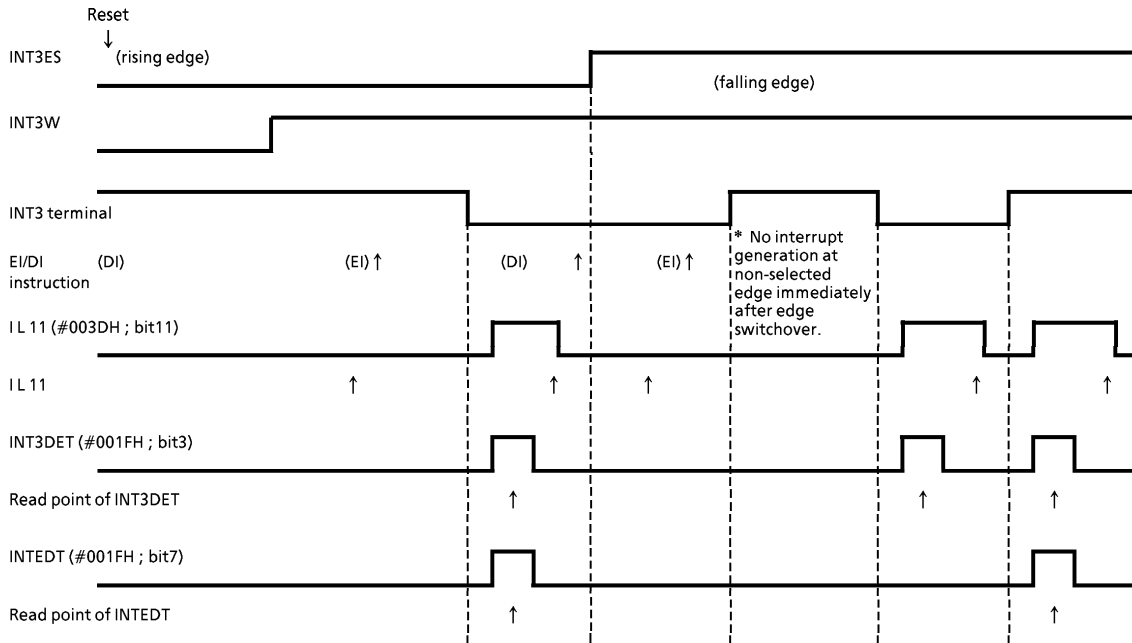 Reset
↓
INT3ES
(rising edge)
(falling edge)
INT3W
INT3 terminal
EI/DI instruction
(DI)
(EI) ↑
(DI)
↑
(EI) ↑
* No interrupt
generation at
non-selected
edge immediately
after edge
switchover.
I L 11 (#003DH ; bit11)
I L 11
↑ ↑ ↑ ↑ ↑
INT3DET (#001FH ; bit3)
Read point of INT3DET
↑ ↑ ↑
INTEDT (#001FH ; bit7)
Read point of INTEDT
↑ ↑